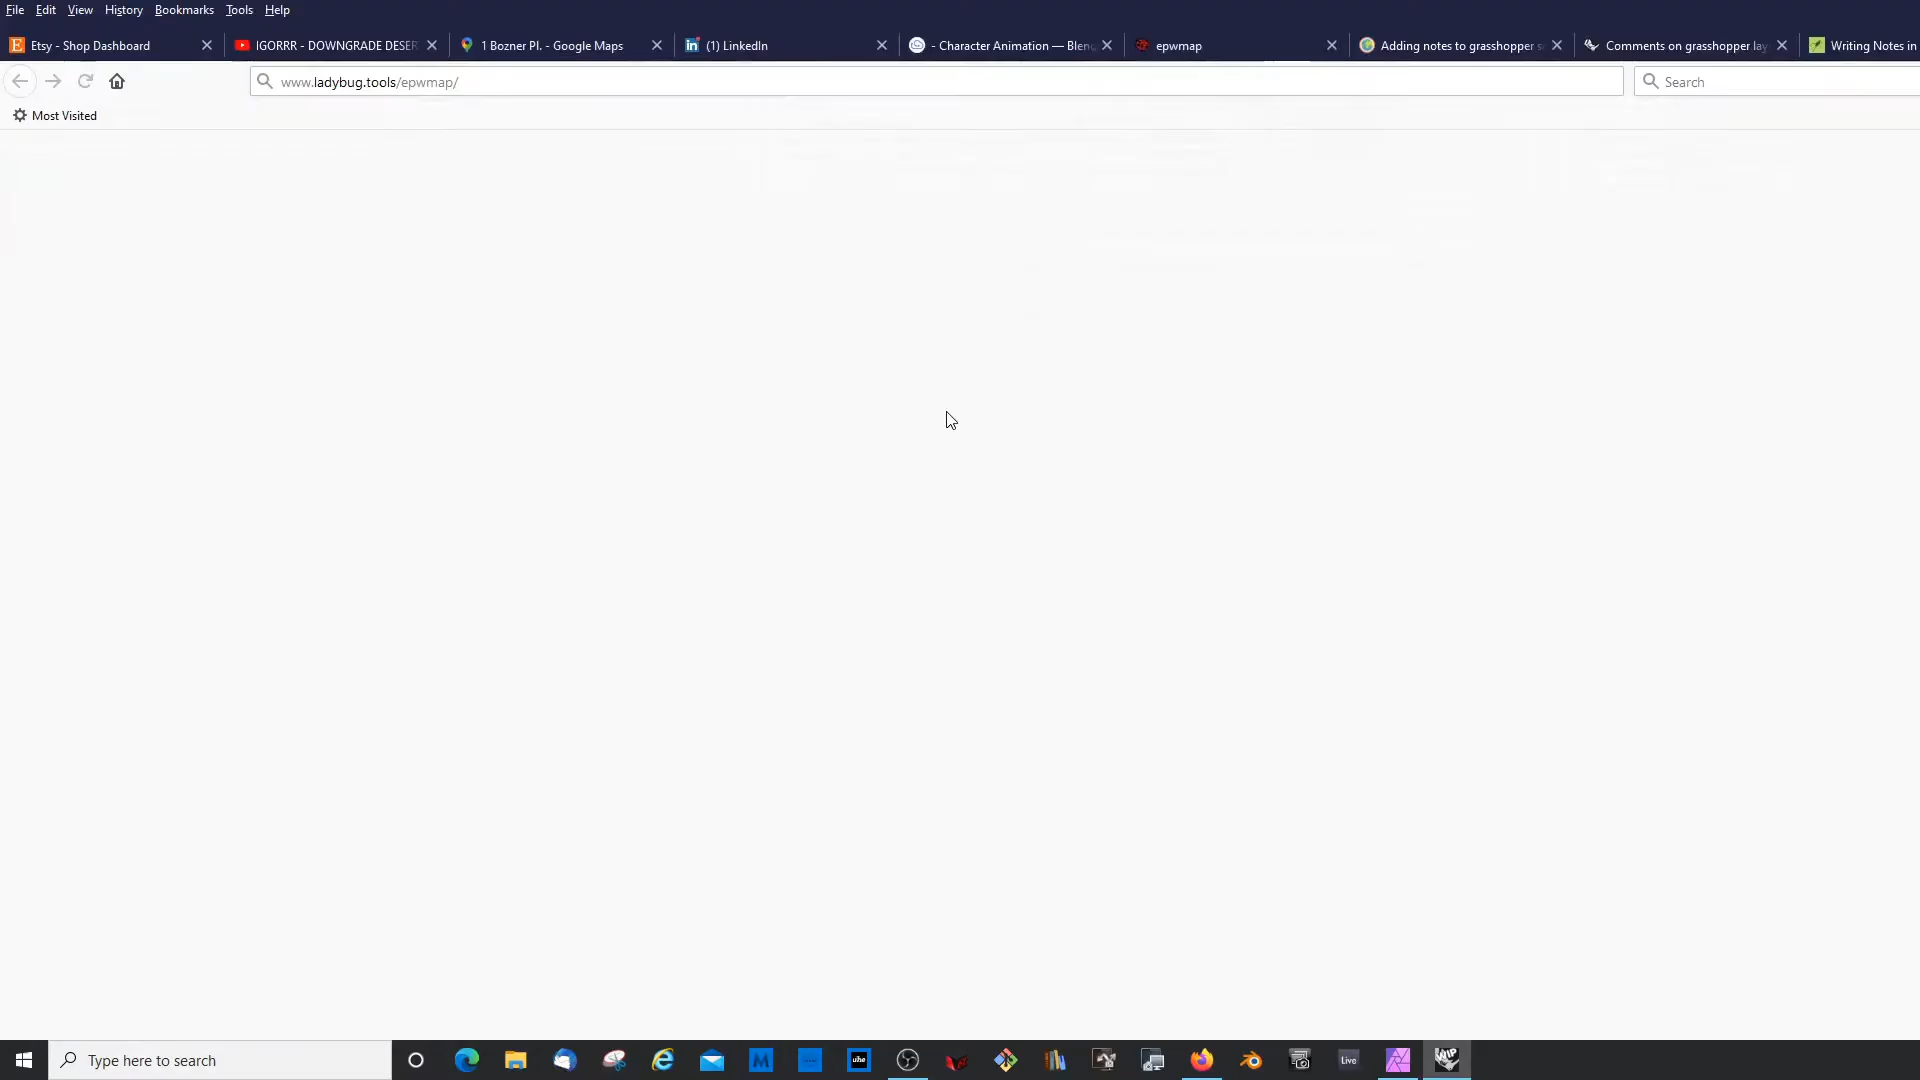 File Edit View History Bookmarks Tools Help
Etsy - Shop Dashboard IGORRR - DOWNGRADE DESER 1 Bozner Pl. - Google Maps (1) LinkedIn - Character Animation — Blen epwmap Adding notes to grasshopper s Comments on grasshopper lay Writing Notes in
www.ladybug.tools/epwmap/ Search
Most Visited
Type here to search uhe Live WIP